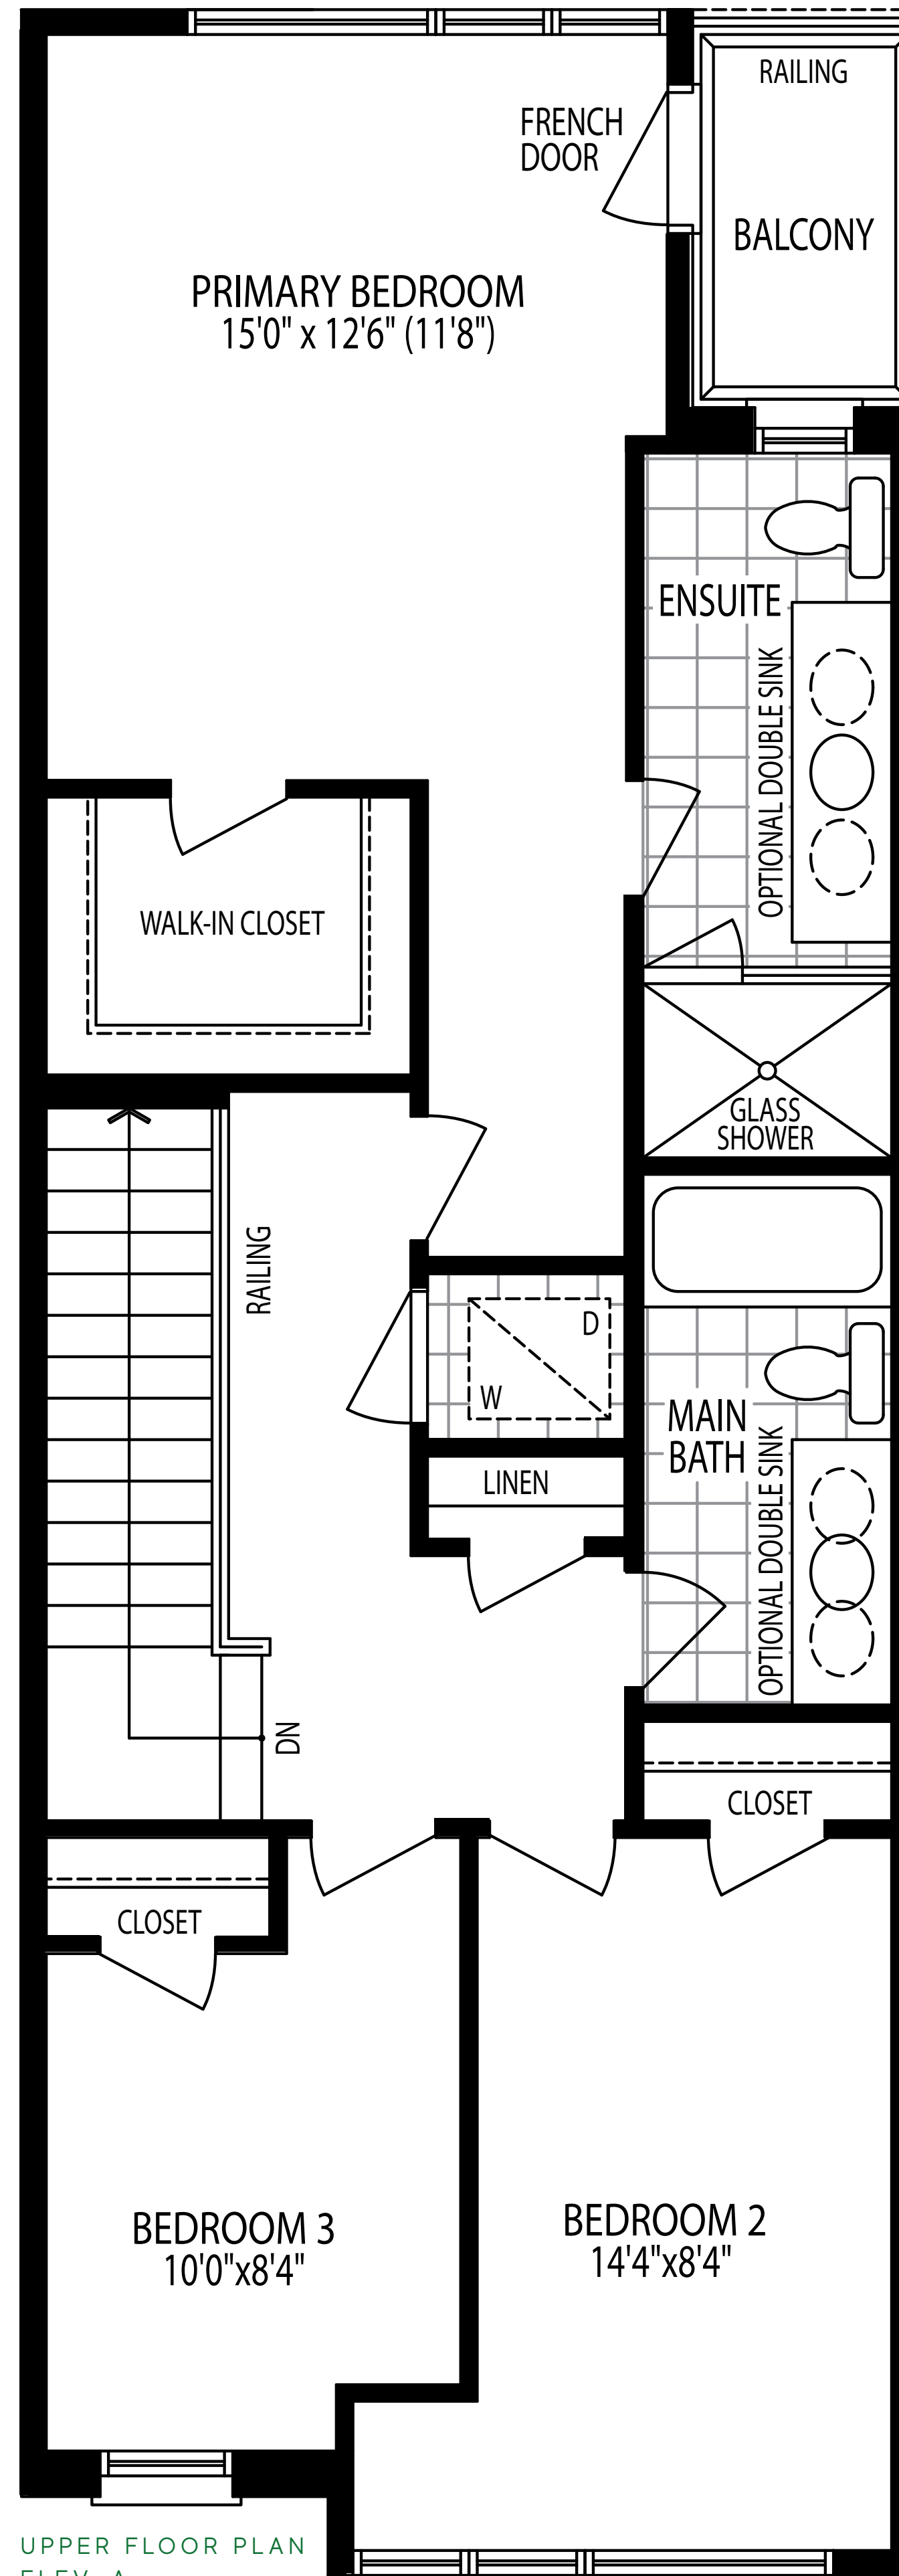 RAILING
FRENCH
DOOR
BALCONY
PRIMARY BEDROOM
15'0" x 12'6" (11'8")
ENSUITE
OPTIONAL DOUBLE SINK
WALK-IN CLOSET
GLASS
SHOWER
RAILING
D
W
MAIN
BATH
OPTIONAL DOUBLE SINK
LINEN
DN
CLOSET
CLOSET
BEDROOM 3
10'0"x8'4"
BEDROOM 2
14'4"x8'4"
UPPER FLOOR PLAN
ELEV. A